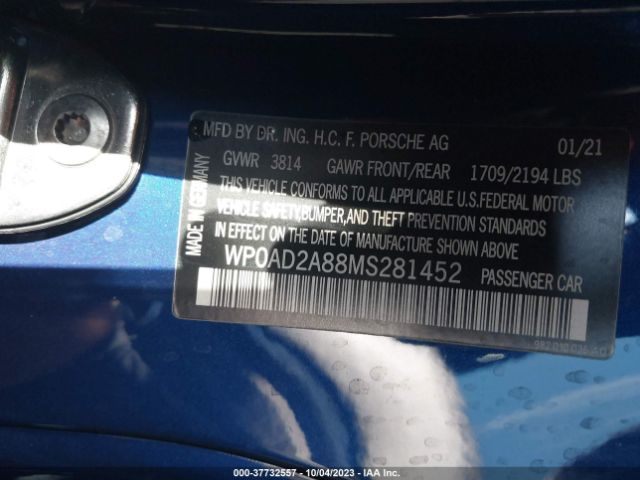 MFD BY DR. ING. H.C. F. PORSCHE AG 01/21
GVWR 3814 GAWR FRONT/REAR 1709/2194 LBS
THIS VEHICLE CONFORMS TO ALL APPLICABLE U.S.FEDERAL MOTOR
VEHICLE SAFETY,BUMPER,AND THEFT PREVENTION STANDARDS
IN EFFECT ON THE DATE OF MANUFACTURE SHOWN ABOVE
WP0AD2A88MS281452 PASSENGER CAR
MADE IN GERMANY
000-37732557 - 10/04/2023 - IAA Inc.